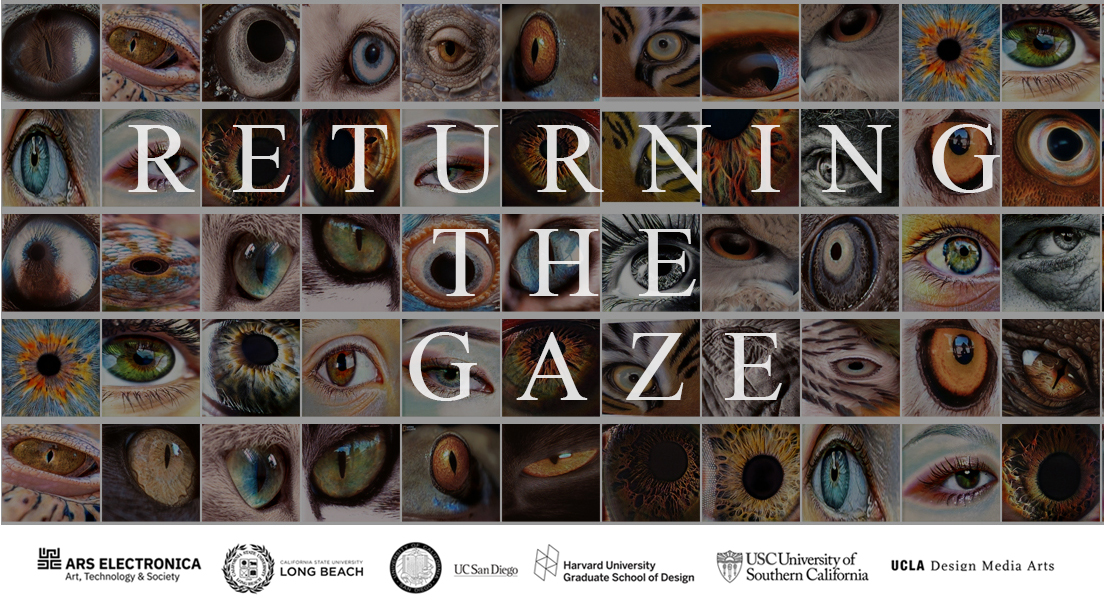 RETURNING
THE
GAZE
ARS ELECTRONICA
Art, Technology & Society
CALIFORNIA STATE UNIVERSITY
LONG BEACH
UC San Diego
Harvard University
Graduate School of Design
USC University of
Southern California
UCLA Design Media Arts